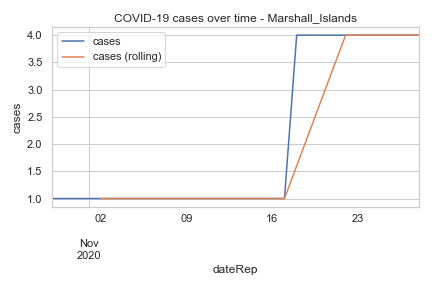 COVID-19 cases over time - Marshall_Islands
cases
cases (rolling)
4.0
3.5
3.0
2.5
2.0
1.5
1.0
cases
02
09
16
23
Nov
2020
dateRep